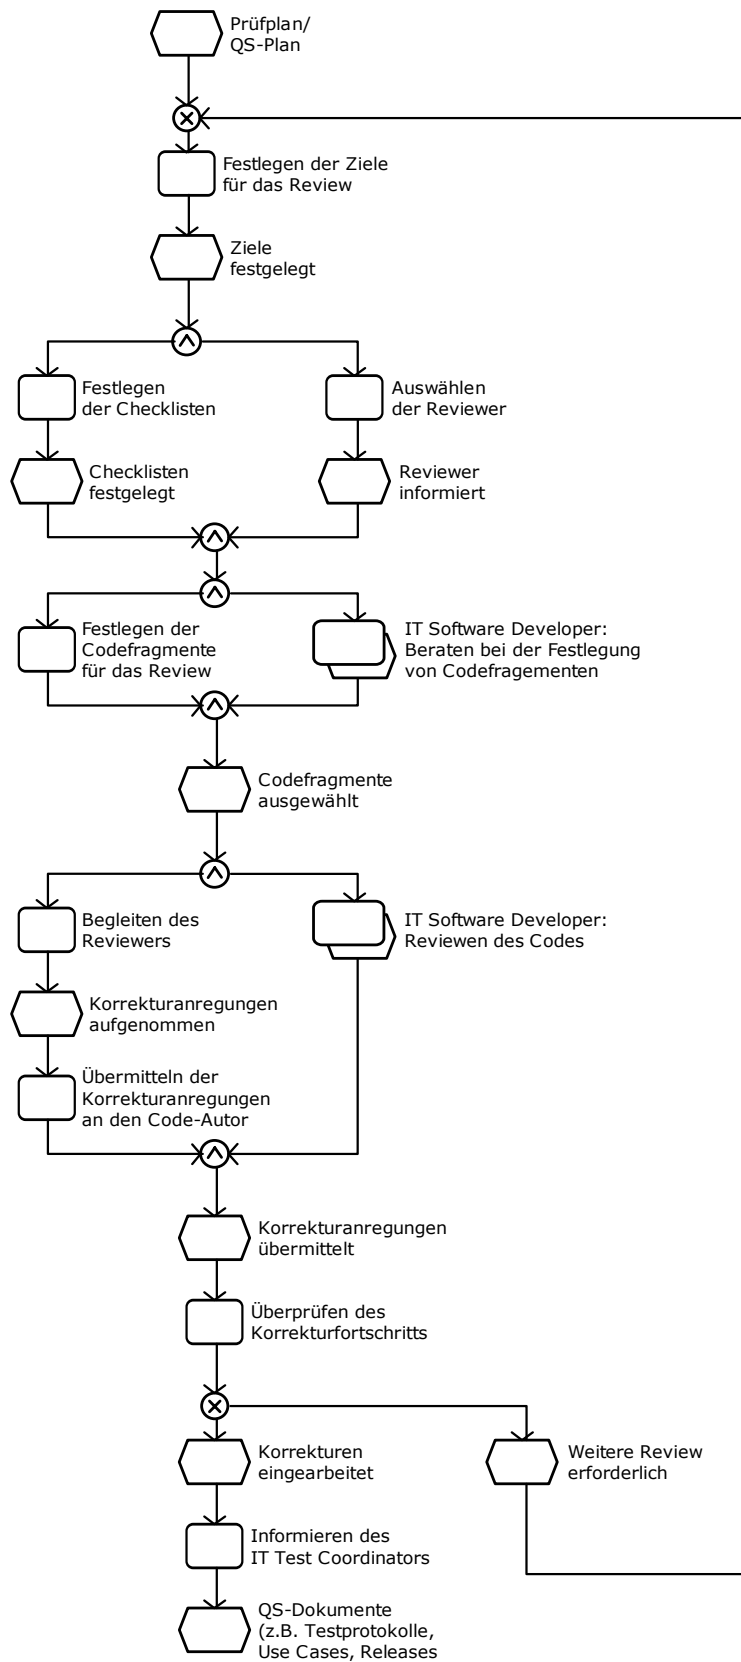 Prüfplan/
QS-Plan
Festlegen der Ziele
für das Review
Ziele
festgelegt
Festlegen
der Checklisten
Auswählen
der Reviewer
Checklisten
festgelegt
Reviewer
informiert
Festlegen der
Codefragmente
für das Review
IT Software Developer:
Beraten bei der Festlegung
von Codefragementen
Codefragmente
ausgewählt
Begleiten des
Reviewers
IT Software Developer:
Reviewen des Codes
Korrekturanregungen
aufgenommen
Übermitteln der
Korrekturanregungen
an den Code-Autor
Korrekturanregungen
übermittelt
Überprüfen des
Korrekturfortschritts
Korrekturen
eingearbeitet
Weitere Review
erforderlich
Informieren des
IT Test Coordinators
QS-Dokumente
(z.B. Testprotokolle,
Use Cases, Releases